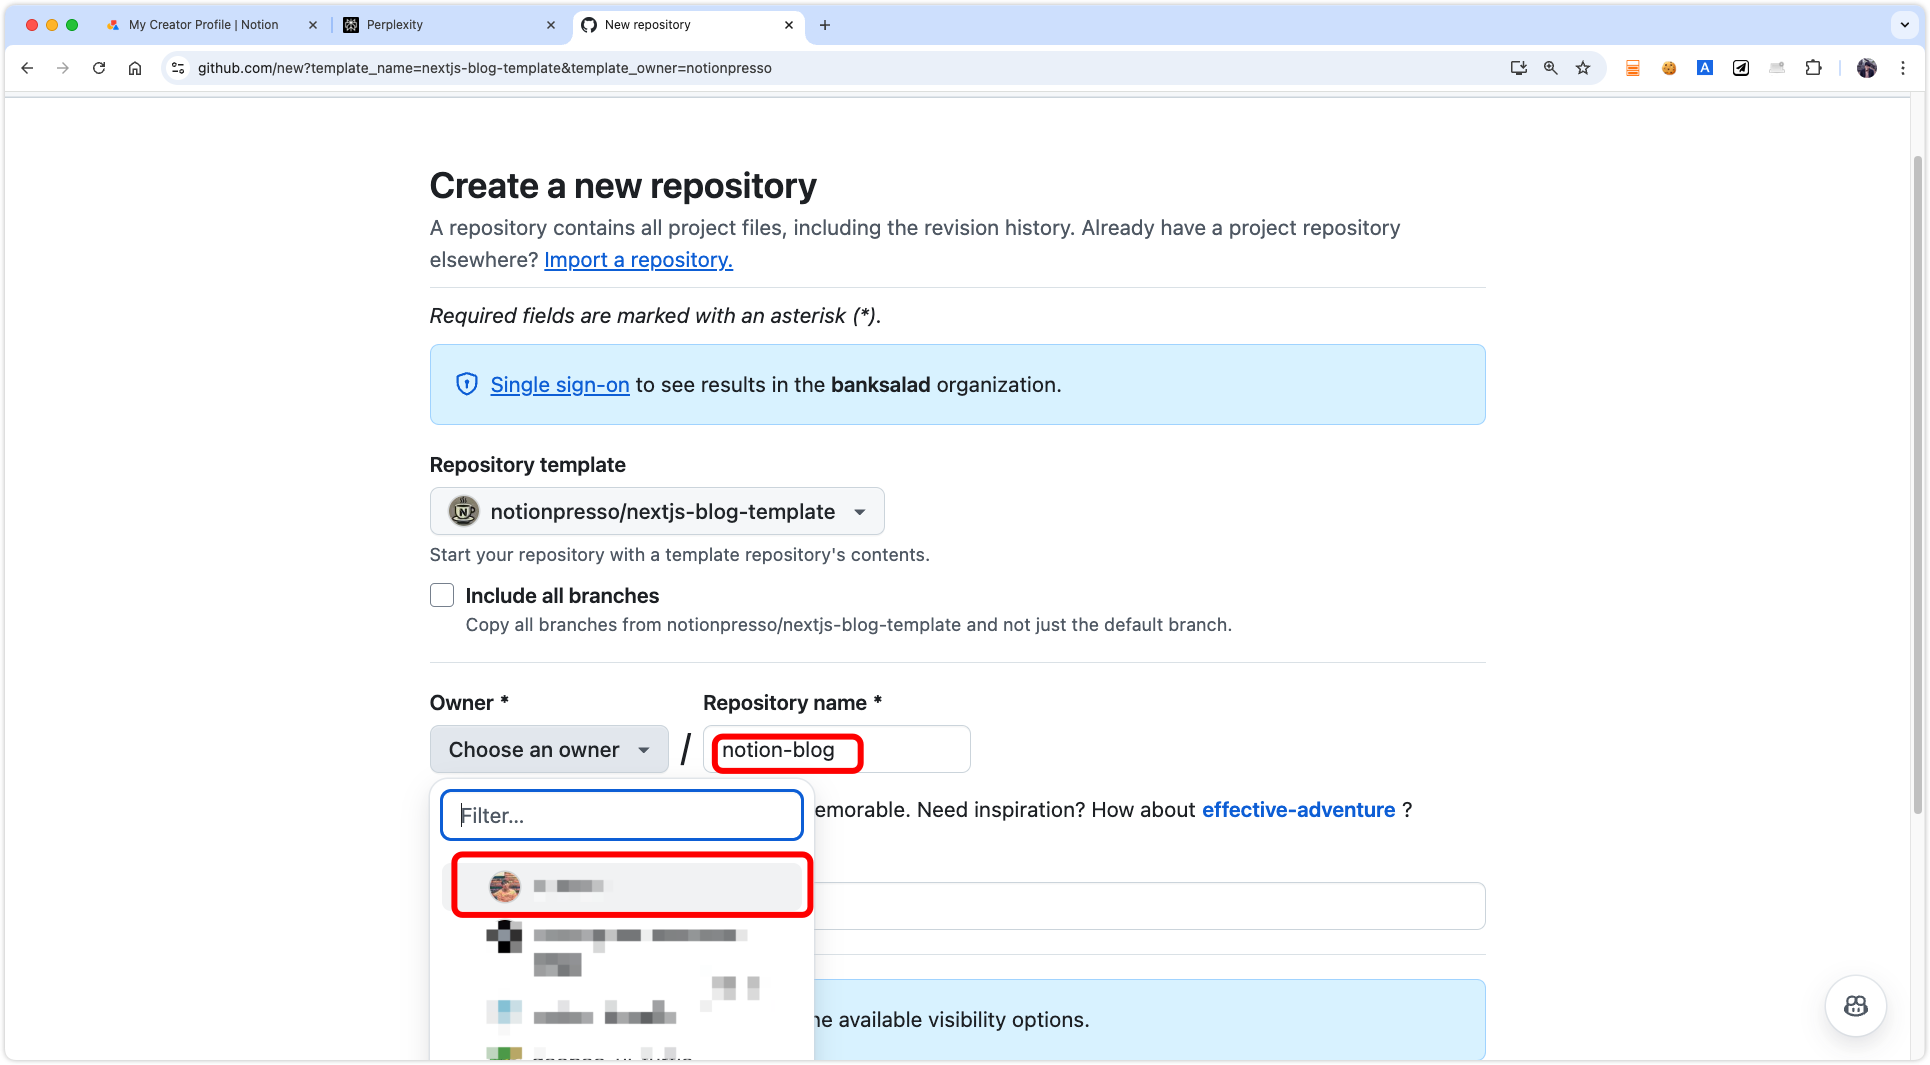 My Creator Profile | Notion
Perplexity
New repository
github.com/new?template_name=nextjs-blog-template&template_owner=notionpresso
A
Create a new repository
A repository contains all project files, including the revision history. Already have a project repository
elsewhere? Import a repository.
Required fields are marked with an asterisk (*).
Single sign-on to see results in the banksalad organization.
Repository template
notionpresso/nextjs-blog-template
Start your repository with a template repository's contents.
Include all branches
Copy all branches from notionpresso/nextjs-blog-template and not just the default branch.
Owner *
Repository name *
Choose an owner
/
notion-blog
Filter...
emorable. Need inspiration? How about effective-adventure ?
available visibility options.